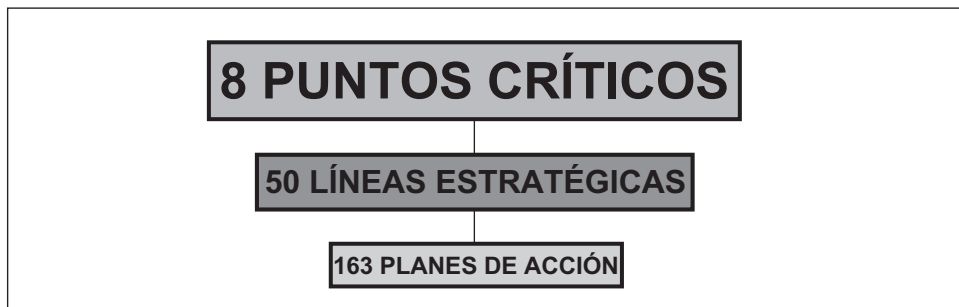 8 PUNTOS CRÍTICOS
50 LÍNEAS ESTRATÉGICAS
163 PLANES DE ACCIÓN